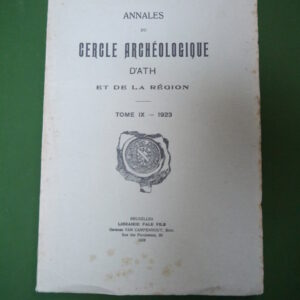 ANNALES
DU
CERCLE ARCHÉOLOGIQUE
D'ATH
ET DE LA RÉGION
TOME IX — 1923
BRUXELLES
LIBRAIRIE FALK FILS